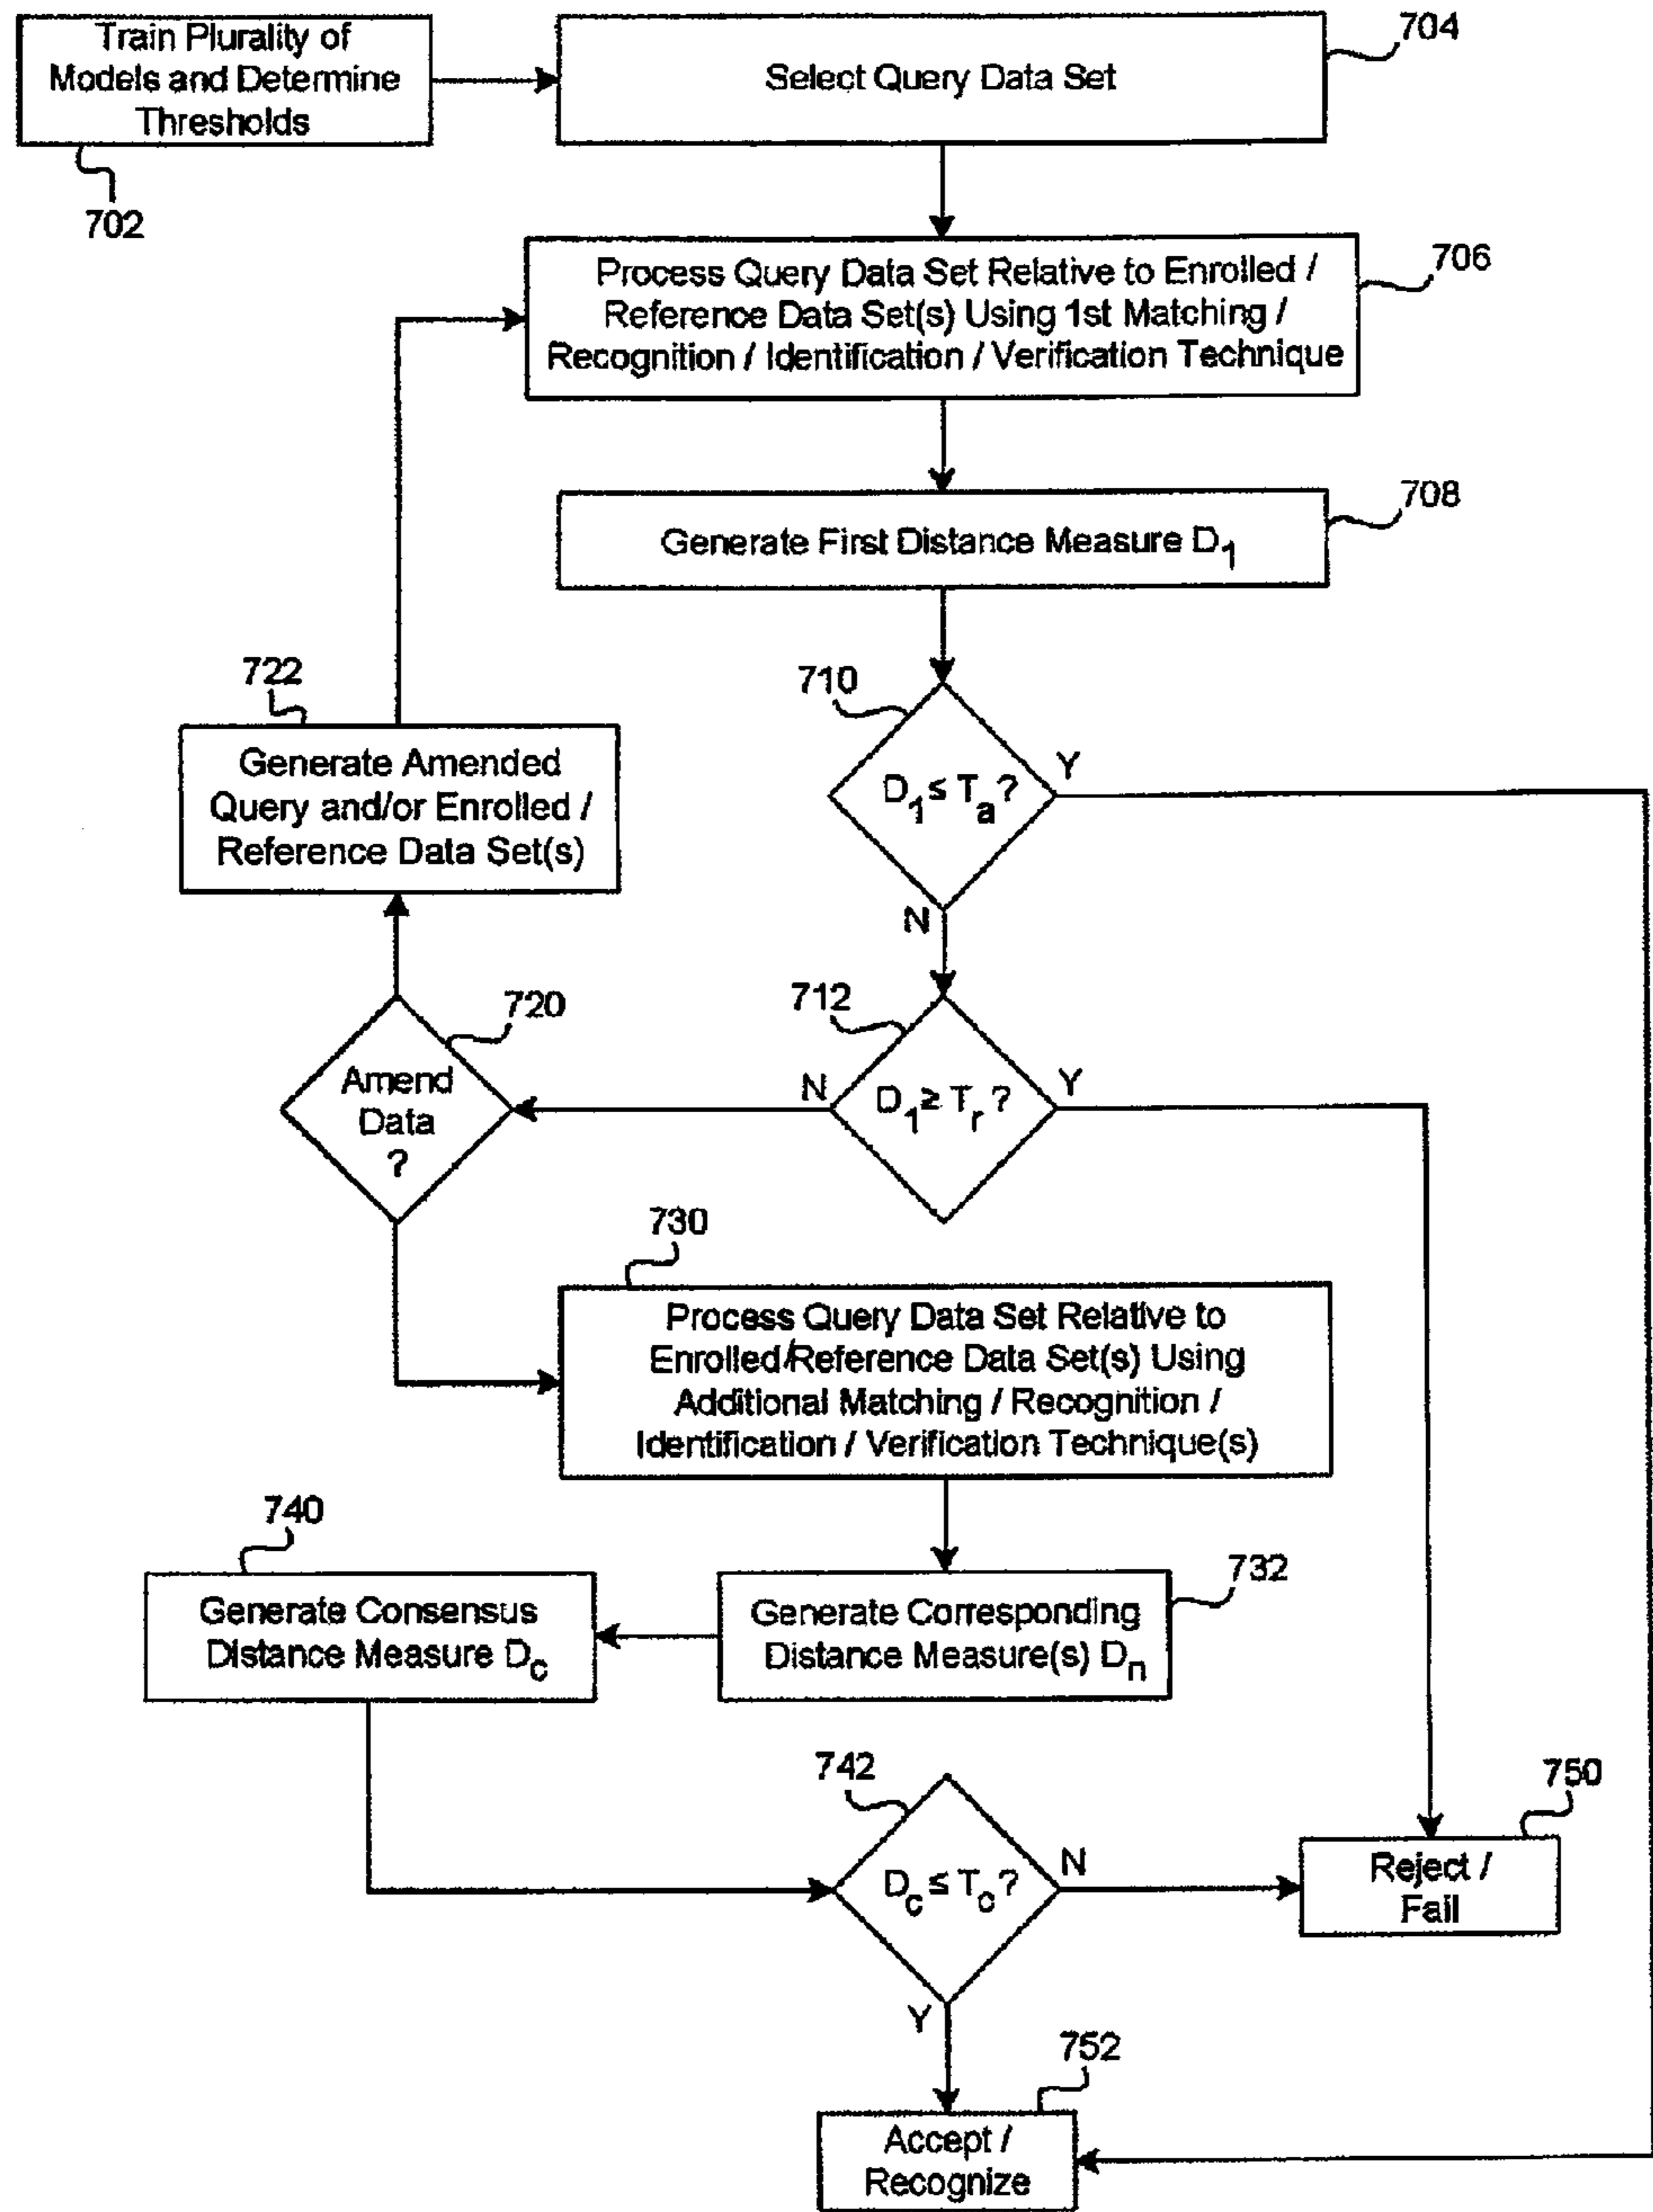 Train Plurality of
Models and Determine
Thresholds
702
Select Query Data Set
704
Process Query Data Set Relative to Enrolled /
Reference Data Set(s) Using 1st Matching /
Recognition / Identification / Verification Technique
706
Generate First Distance Measure D₁
708
710
D₁ ≤ Tₐ ?
Y
N
722
Generate Amended
Query and/or Enrolled /
Reference Data Set(s)
712
D₁ ≥ Tᵣ ?
N
Y
720
Amend
Data
?
730
Process Query Data Set Relative to
Enrolled/Reference Data Set(s) Using
Additional Matching / Recognition /
Identification / Verification Technique(s)
732
Generate Corresponding
Distance Measure(s) Dₙ
740
Generate Consensus
Distance Measure D_c
742
D_c ≤ T_c ?
N
Y
750
Reject /
Fail
752
Accept /
Recognize